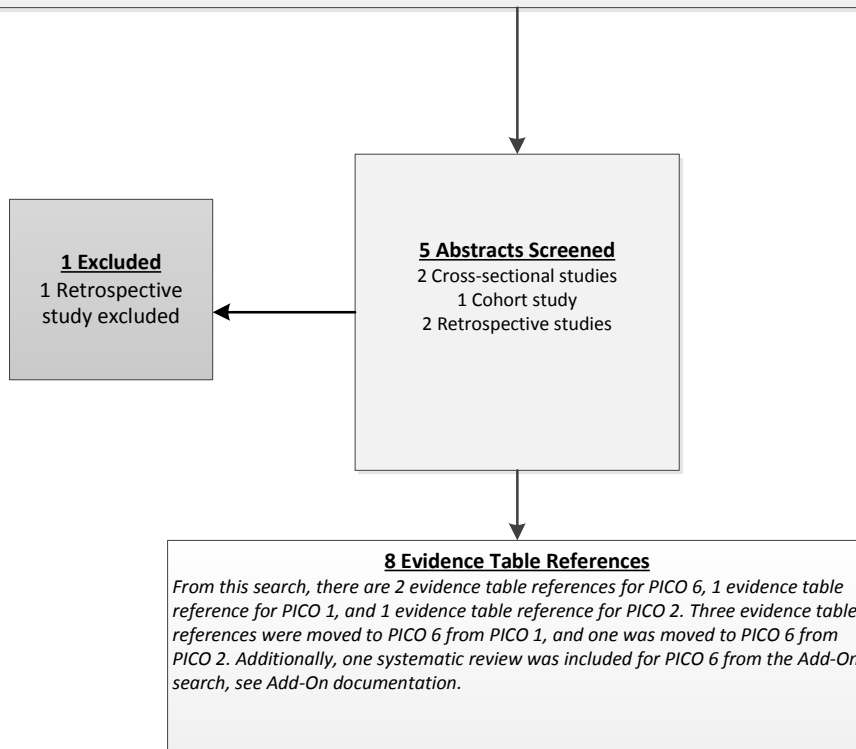 1 Excluded
1 Retrospective
study excluded
5 Abstracts Screened
2 Cross-sectional studies
1 Cohort study
2 Retrospective studies
8 Evidence Table References
From this search, there are 2 evidence table references for PICO 6, 1 evidence table
reference for PICO 1, and 1 evidence table reference for PICO 2. Three evidence table
references were moved to PICO 6 from PICO 1, and one was moved to PICO 6 from
PICO 2. Additionally, one systematic review was included for PICO 6 from the Add-On
search, see Add-On documentation.